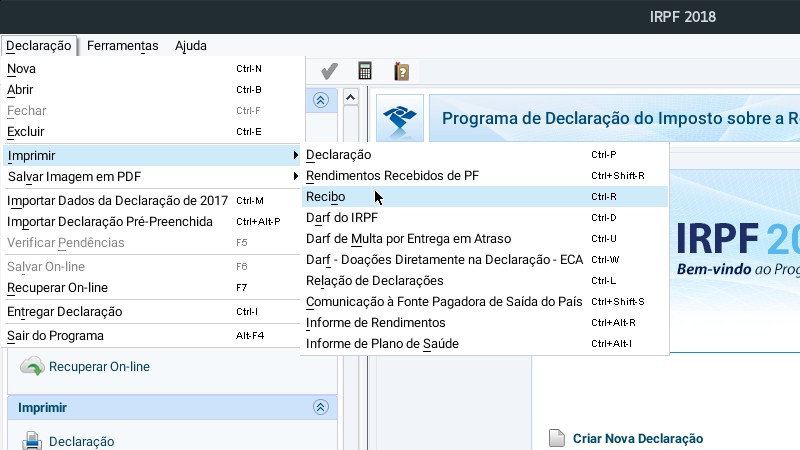 IRPF 2018
Declaração Ferramentas Ajuda
Nova Ctrl-N
Abrir Ctrl-B
Fechar Ctrl-F
Excluir Ctrl-E
Imprimir
Salvar Imagem em PDF
Importar Dados da Declaração de 2017 Ctrl-M
Importar Declaração Pré-Preenchida Ctrl+Alt-P
Verificar Pendências F5
Salvar On-line F6
Recuperar On-line F7
Entregar Declaração Ctrl-I
Sair do Programa Alt-F4
Declaração Ctrl-P
Rendimentos Recebidos de PF Ctrl+Shift-R
Recibo Ctrl-R
Darf do IRPF Ctrl-D
Darf de Multa por Entrega em Atraso Ctrl-U
Darf - Doações Diretamente na Declaração - ECA Ctrl-W
Relação de Declarações Ctrl-L
Comunicação à Fonte Pagadora de Saída do País Ctrl+Shift-S
Informe de Rendimentos Ctrl+Alt-R
Informe de Plano de Saúde Ctrl+Alt-I
Programa de Declaração do Imposto sobre a R
IRPF 20
Bem-vindo ao Prog
Recuperar On-line
Imprimir
Declaração
Criar Nova Declaração